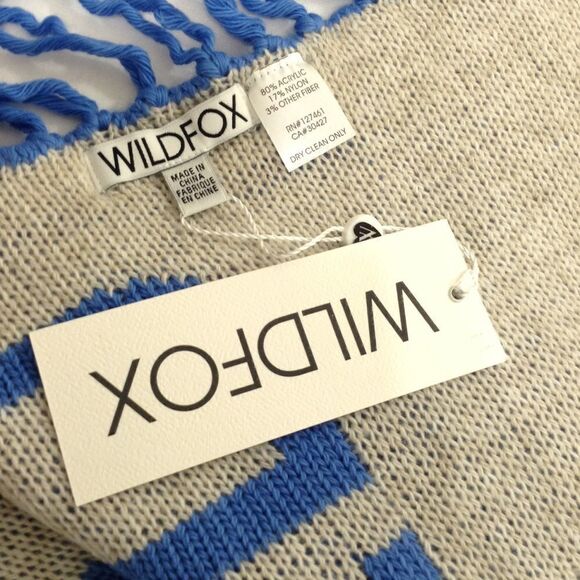 WILDFOX
MADE IN
CHINA
FABRIQUE
EN CHINE
80% ACRYLIC
17% NYLON
3% OTHER FIBER
RN#127461
CA#30427
DRY CLEAN ONLY
WILDFOX